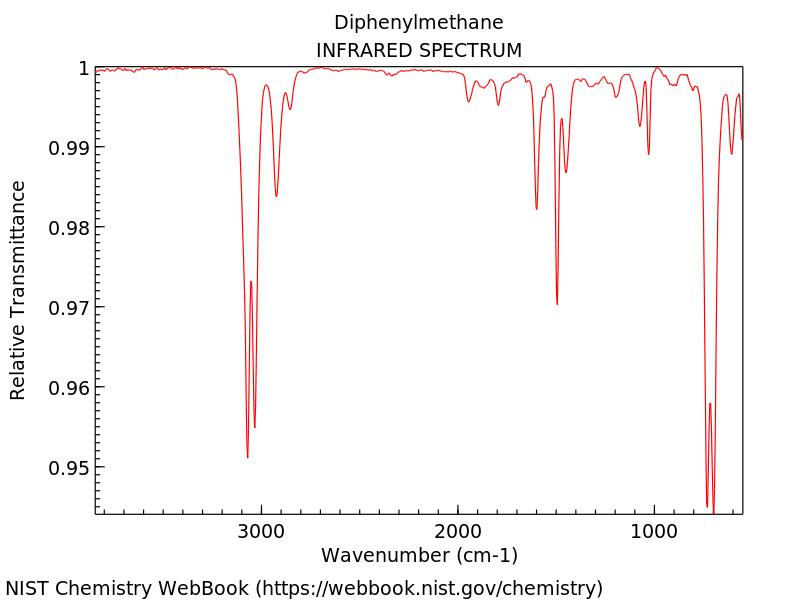 Diphenylmethane
INFRARED SPECTRUM
1
0.99
0.98
0.97
0.96
0.95
Relative Transmittance
3000 2000 1000
Wavenumber (cm-1)
NIST Chemistry WebBook (https://webbook.nist.gov/chemistry)